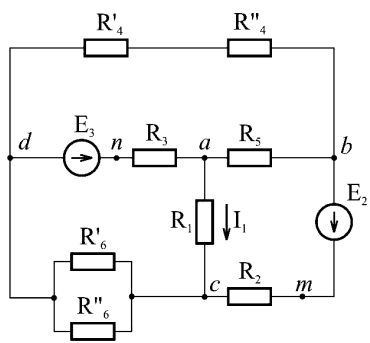 R'₄ R"₄
d E₃ n R₃ a R₅ b
E₂
R₁ I₁
R'₆ c R₂ m
R"₆